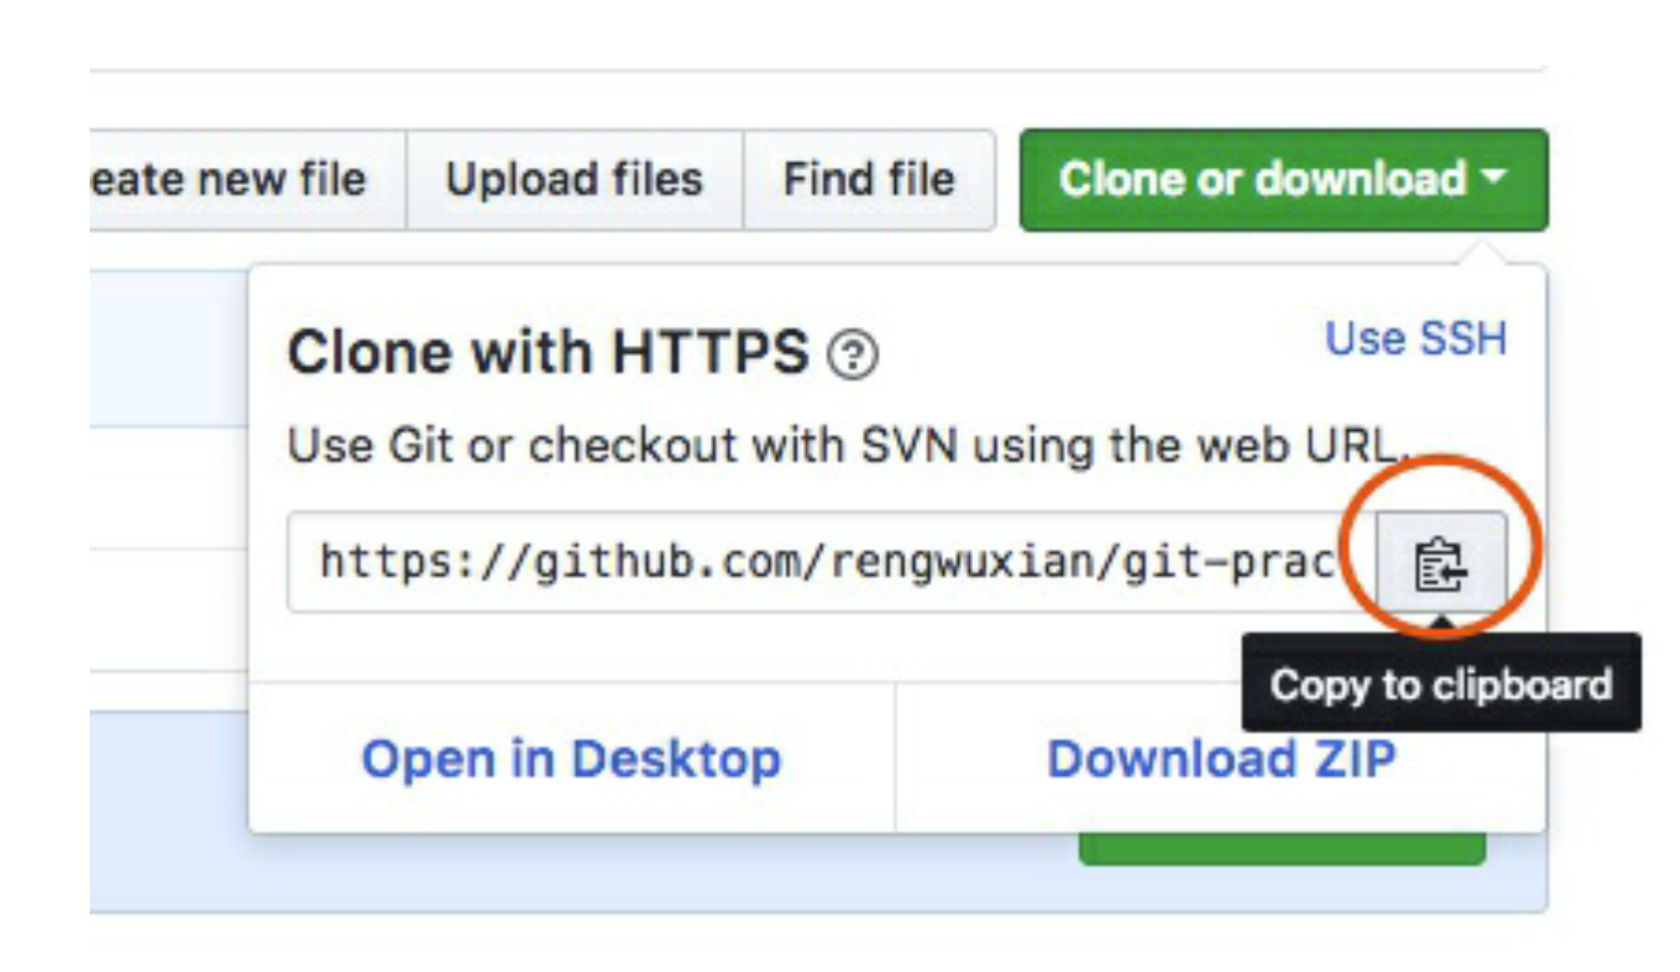 eate new file Upload files Find file Clone or download
Clone with HTTPS Use SSH
Use Git or checkout with SVN using the web URL.
https://github.com/rengwuxian/git-prac
Copy to clipboard
Open in Desktop Download ZIP